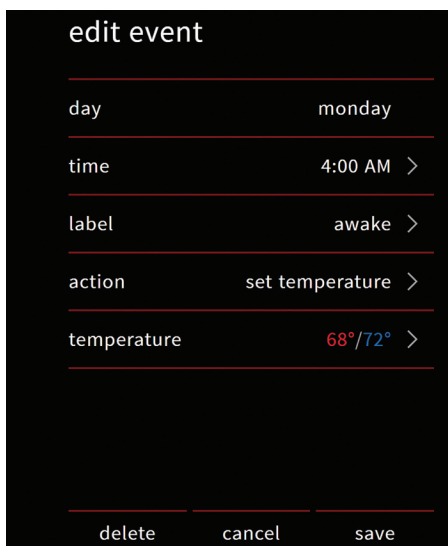 edit event
day monday
time 4:00 AM >
label awake >
action set temperature >
temperature 68°/72° >
delete cancel save